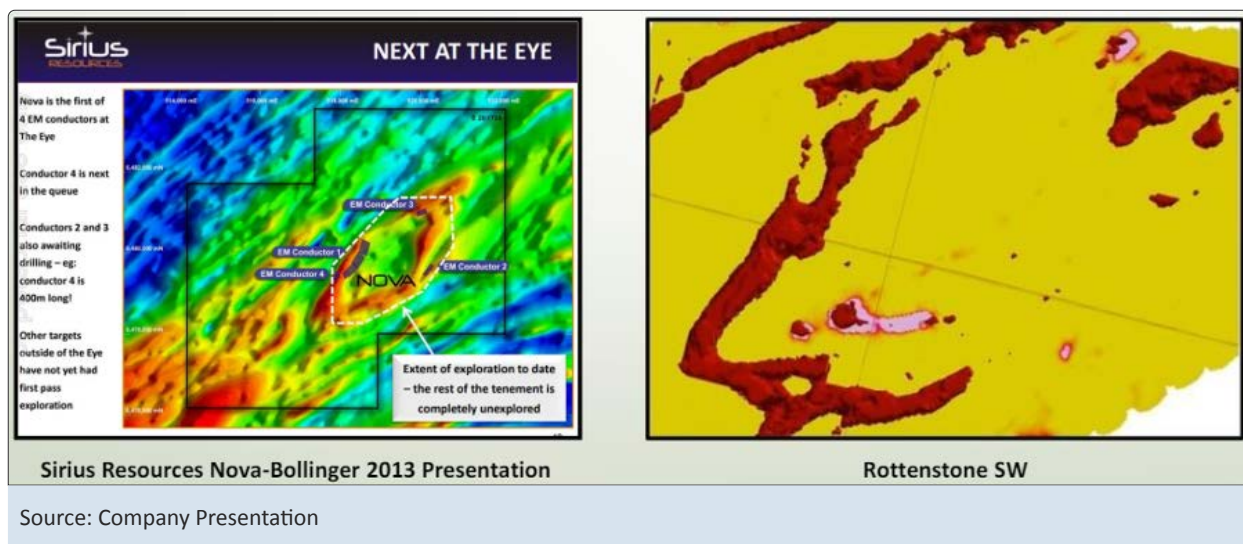 Sirius
RESOURCES
NEXT AT THE EYE
Nova is the first of
4 EM conductors at
The Eye
Conductor 4 is next
in the queue
Conductors 2 and 3
also awaiting
drilling – eg:
conductor 4 is
400m long!
Other targets
outside of the Eye
have not yet had
first pass
exploration
EM Conductor 3
EM Conductor 1
EM Conductor 4
EM Conductor 2
NOVA
Extent of exploration to date
– the rest of the tenement is
completely unexplored
Sirius Resources Nova-Bollinger 2013 Presentation
Rottenstone SW
Source: Company Presentation